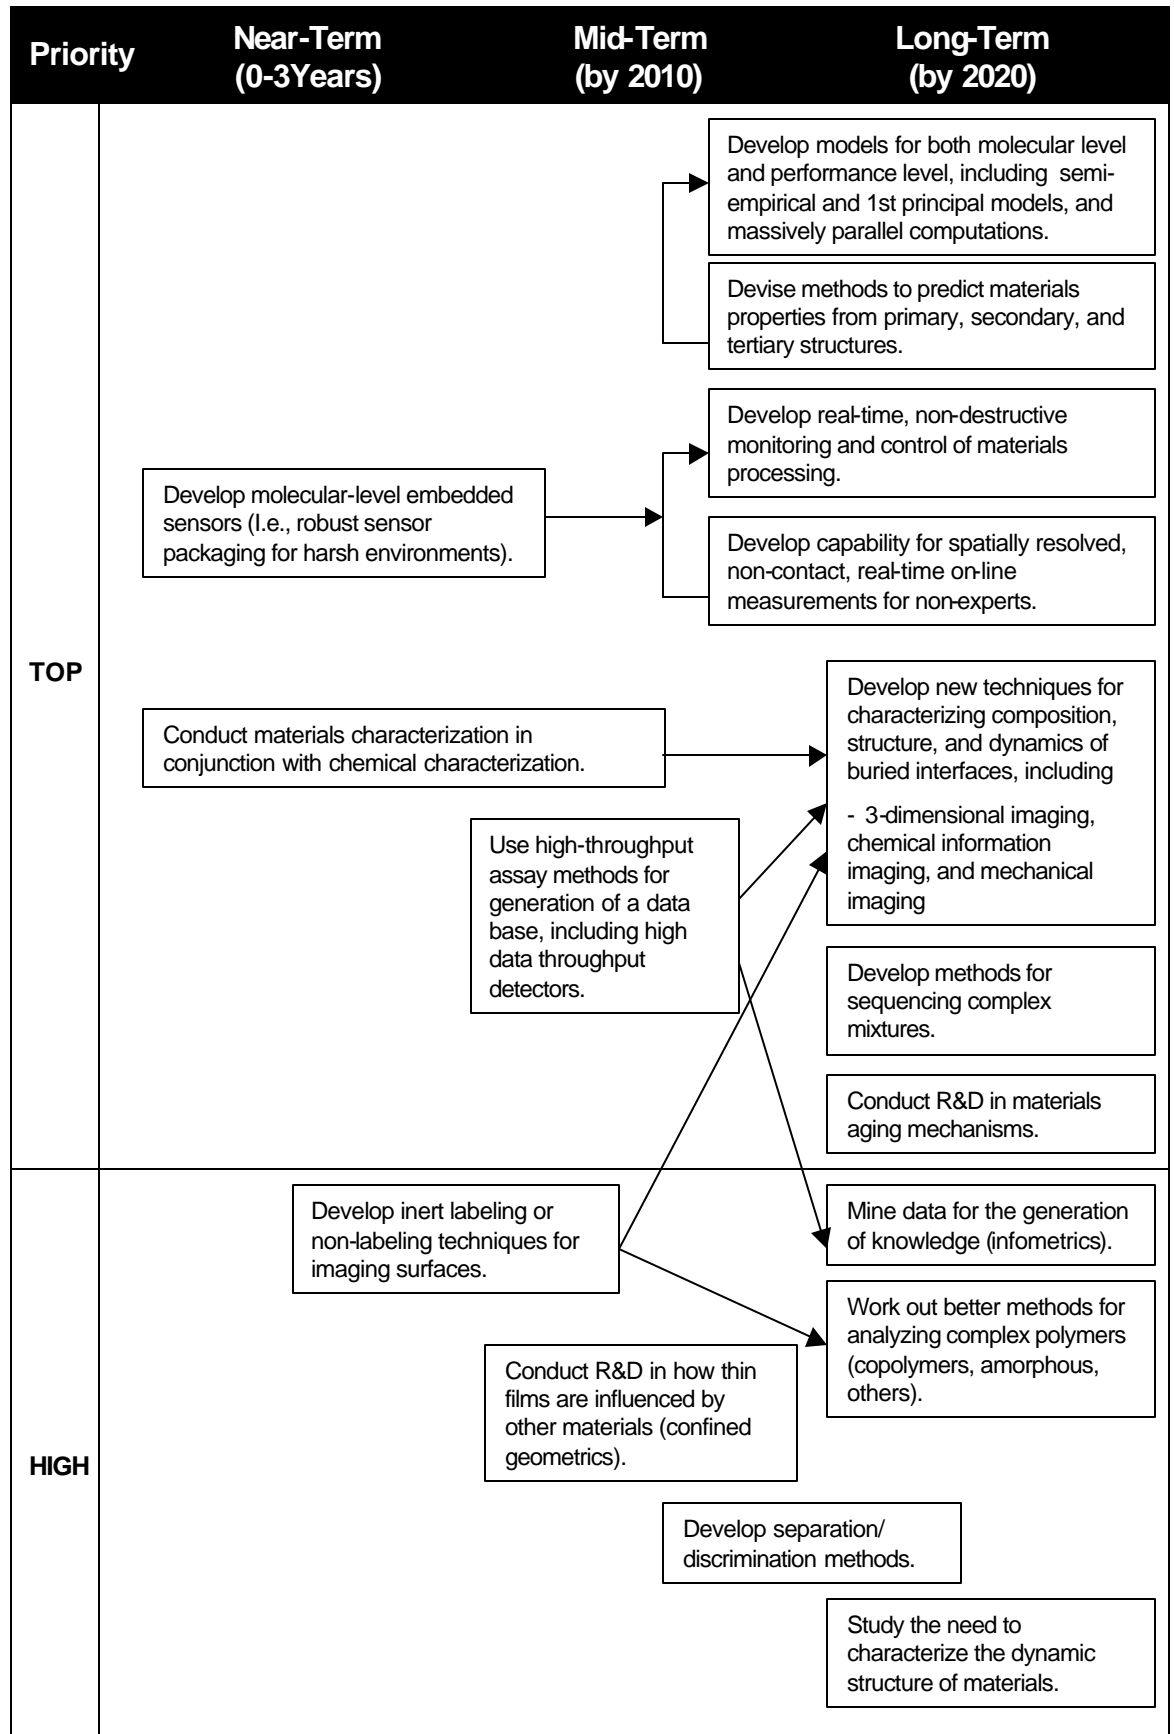 Priority
Near-Term
(0-3Years)
Mid-Term
(by 2010)
Long-Term
(by 2020)
TOP
Develop models for both molecular level
and performance level, including semi-
empirical and 1st principal models, and
massively parallel computations.
Devise methods to predict materials
properties from primary, secondary, and
tertiary structures.
Develop real-time, non-destructive
monitoring and control of materials
processing.
Develop molecular-level embedded
sensors (I.e., robust sensor
packaging for harsh environments).
Develop capability for spatially resolved,
non-contact, real-time on-line
measurements for non-experts.
Conduct materials characterization in
conjunction with chemical characterization.
Develop new techniques for
characterizing composition,
structure, and dynamics of
buried interfaces, including
- 3-dimensional imaging,
chemical information
imaging, and mechanical
imaging
Use high-throughput
assay methods for
generation of a data
base, including high
data throughput
detectors.
Develop methods for
sequencing complex
mixtures.
Conduct R&D in materials
aging mechanisms.
HIGH
Develop inert labeling or
non-labeling techniques for
imaging surfaces.
Mine data for the generation
of knowledge (infometrics).
Work out better methods for
analyzing complex polymers
(copolymers, amorphous,
others).
Conduct R&D in how thin
films are influenced by
other materials (confined
geometrics).
Develop separation/
discrimination methods.
Study the need to
characterize the dynamic
structure of materials.